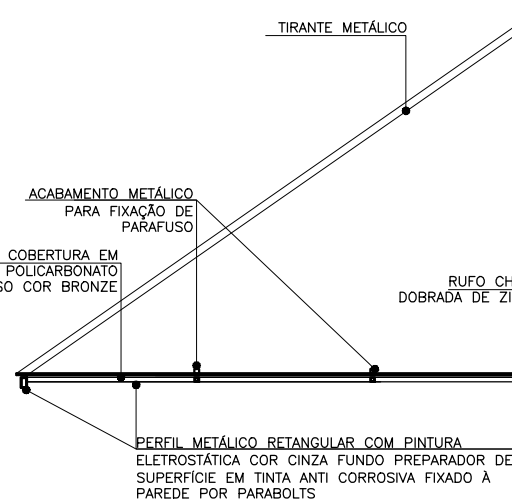 TIRANTE METÁLICO
ACABAMENTO METÁLICO
PARA FIXAÇÃO DE
PARAFUSO
COBERTURA EM
POLICARBONATO
COR BRONZE
RUFO
DOBRADA DE
PERFIL METÁLICO RETANGULAR COM PINTURA
ELETROSTÁTICA COR CINZA FUNDO PREPARADOR DE
SUPERFÍCIE EM TINTA ANTI CORROSIVA FIXADO À
PAREDE POR PARABOLTS